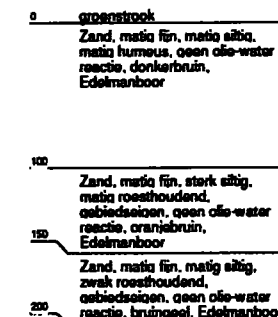 0 groenstrook
Zand, matig fijn, matig siltig,
matig humeus, geen olie-water
reactie, donkerbruin,
Edelmanboor
100
Zand, matig fijn, sterk siltig,
matig roesthoudend,
gebiedseigen, geen olie-water
reactie, oranjebruin,
150 Edelmanboor
Zand, matig fijn, matig siltig,
zwak roesthoudend,
gebiedseigen, geen olie-water
200 reactie, bruingeel, Edelmanboor